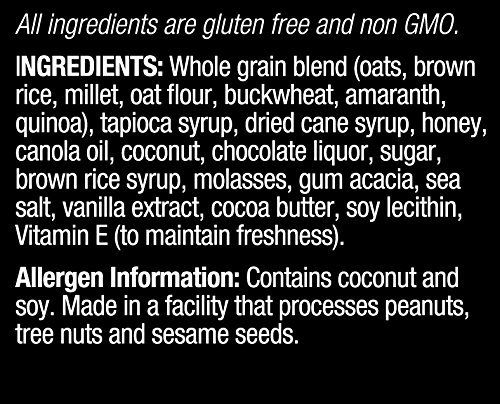 All ingredients are gluten free and non GMO.
INGREDIENTS: Whole grain blend (oats, brown
rice, millet, oat flour, buckwheat, amaranth,
quinoa), tapioca syrup, dried cane syrup, honey,
canola oil, coconut, chocolate liquor, sugar,
brown rice syrup, molasses, gum acacia, sea
salt, vanilla extract, cocoa butter, soy lecithin,
Vitamin E (to maintain freshness).
Allergen Information: Contains coconut and
soy. Made in a facility that processes peanuts,
tree nuts and sesame seeds.